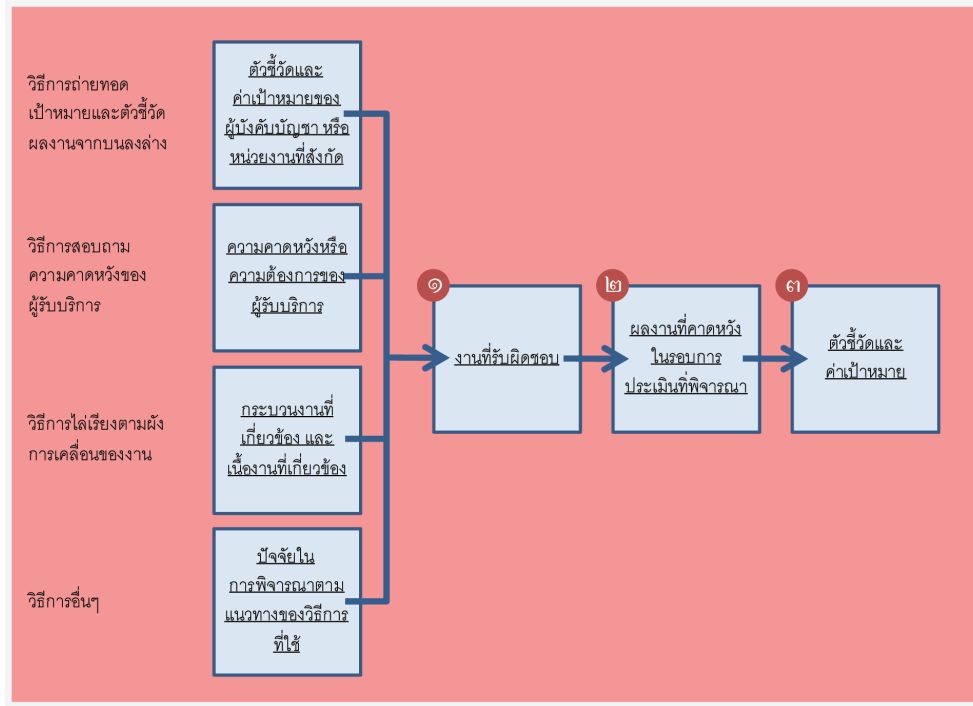 วิธีการถ่ายทอด
เป้าหมายและตัวชี้วัด
ผลงานจากบนลงล่าง
ตัวชี้วัดและ
ค่าเป้าหมายของ
ผู้บังคับบัญชา หรือ
หน่วยงานที่สังกัด
วิธีการสอบถาม
ความคาดหวังของ
ผู้รับบริการ
ความคาดหวังหรือ
ความต้องการของ
ผู้รับบริการ
วิธีการไล่เรียงตามผัง
การเคลื่อนของงาน
กระบวนงานที่
เกี่ยวข้อง และ
เนื้องานที่เกี่ยวข้อง
วิธีการอื่นๆ
ปัจจัยใน
การพิจารณาตาม
แนวทางของวิธีการ
ที่ใช้
๑
งานที่รับผิดชอบ
๒
ผลงานที่คาดหวัง
ในรอบการ
ประเมินที่พิจารณา
๓
ตัวชี้วัดและ
ค่าเป้าหมาย